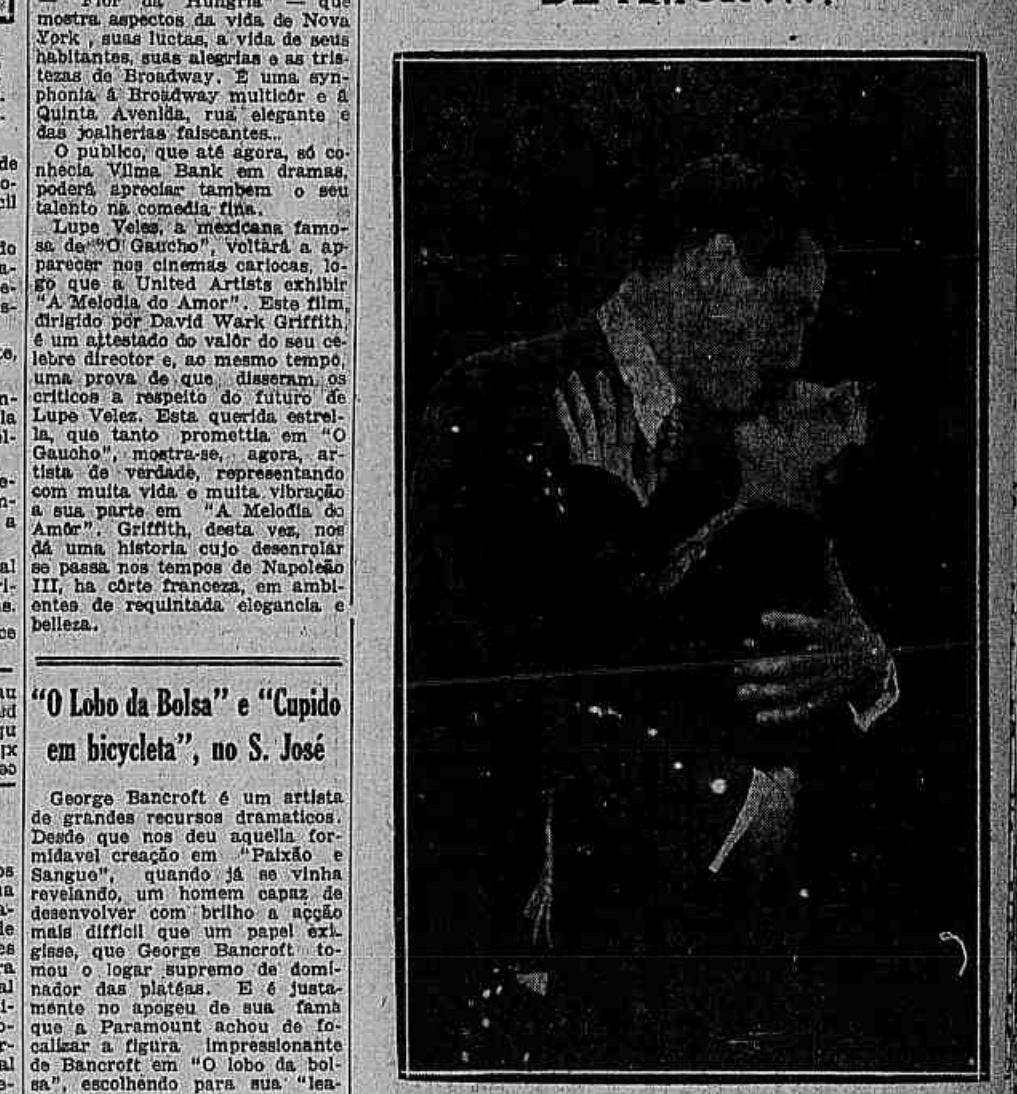 — "Flor da Hungria" — que
mostra aspectos da vida de Nova
York , suas luctas, a vida de seus
habitantes, suas alegrias e as tris-
tezas de Broadway. É uma syn-
phonia á Broadway multicôr e á
Quinta Avenida, rua elegante e
das joalherias faiscantes...
O publico, que até agora, só co-
nhecia Vilma Bank em dramas,
poderá apreciar tambem o seu
talento na comedia fina.
Lupe Veles, a mexicana famo-
sa de "O Gaucho", voltará a ap-
parecer nos cinemas cariocas, lo-
go que a United Artists exhibir
"A Melodia do Amor". Este film,
dirigido por David Wark Griffith,
é um attestado do valôr do seu ce-
lebre director e, ao mesmo tempo,
uma prova de que disseram os
criticos a respeito do futuro de
Lupe Velez. Esta querida estrel-
la, que tanto promettia em "O
Gaucho", mostra-se, agora, ar-
tista de verdade, representando
com muita vida e muita vibração
a sua parte em "A Melodia do
Amôr". Griffith, desta vez, nos
dá uma historia cujo desenrolar
se passa nos tempos de Napoleão
III, na côrte franceza, em ambi-
entes de requintada elegancia e
belleza.
"O Lobo da Bolsa" e "Cupido
em bicycleta", no S. José
George Bancroft é um artista
de grandes recursos dramaticos.
Desde que nos deu aquella for-
midavel creação em "Paixão e
Sangue", quando já se vinha
revelando, um homem capaz de
desenvolver com brilho a acção
mais difficil que um papel exi-
gisse, que George Bancroft to-
mou o logar supremo de domi-
nador das platéas. E é justa-
mente no apogeu de sua fama
que a Paramount achou de fo-
calizar a figura impressionante
de Bancroft em "O lobo da bol-
sa", escolhendo para sua "lea-